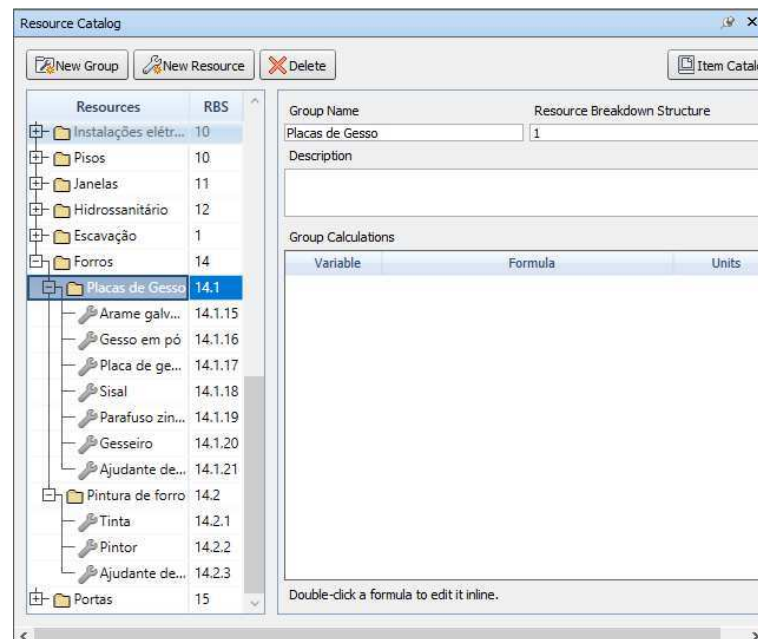 Resource Catalog
New Group
New Resource
Delete
Item Catal
Resources RBS
Instalações elétr... 10
Pisos 10
Janelas 11
Hidrossanitário 12
Escavação 1
Forros 14
Placas de Gesso 14.1
Arame galv... 14.1.15
Gesso em pó 14.1.16
Placa de ge... 14.1.17
Sisal 14.1.18
Parafuso zin... 14.1.19
Gesseiro 14.1.20
Ajudante de... 14.1.21
Pintura de forro 14.2
Tinta 14.2.1
Pintor 14.2.2
Ajudante de... 14.2.3
Portas 15
Group Name Resource Breakdown Structure
Placas de Gesso 1
Description
Group Calculations
Variable Formula Units
Double-click a formula to edit it inline.